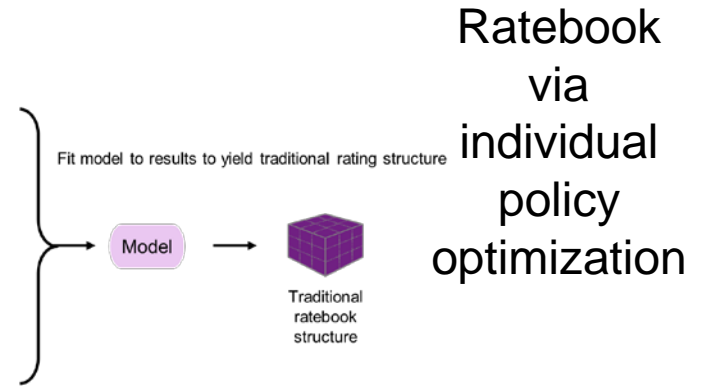 Ratebook
via
individual
policy
optimization
Fit model to results to yield traditional rating structure
Model
Traditional
ratebook
structure